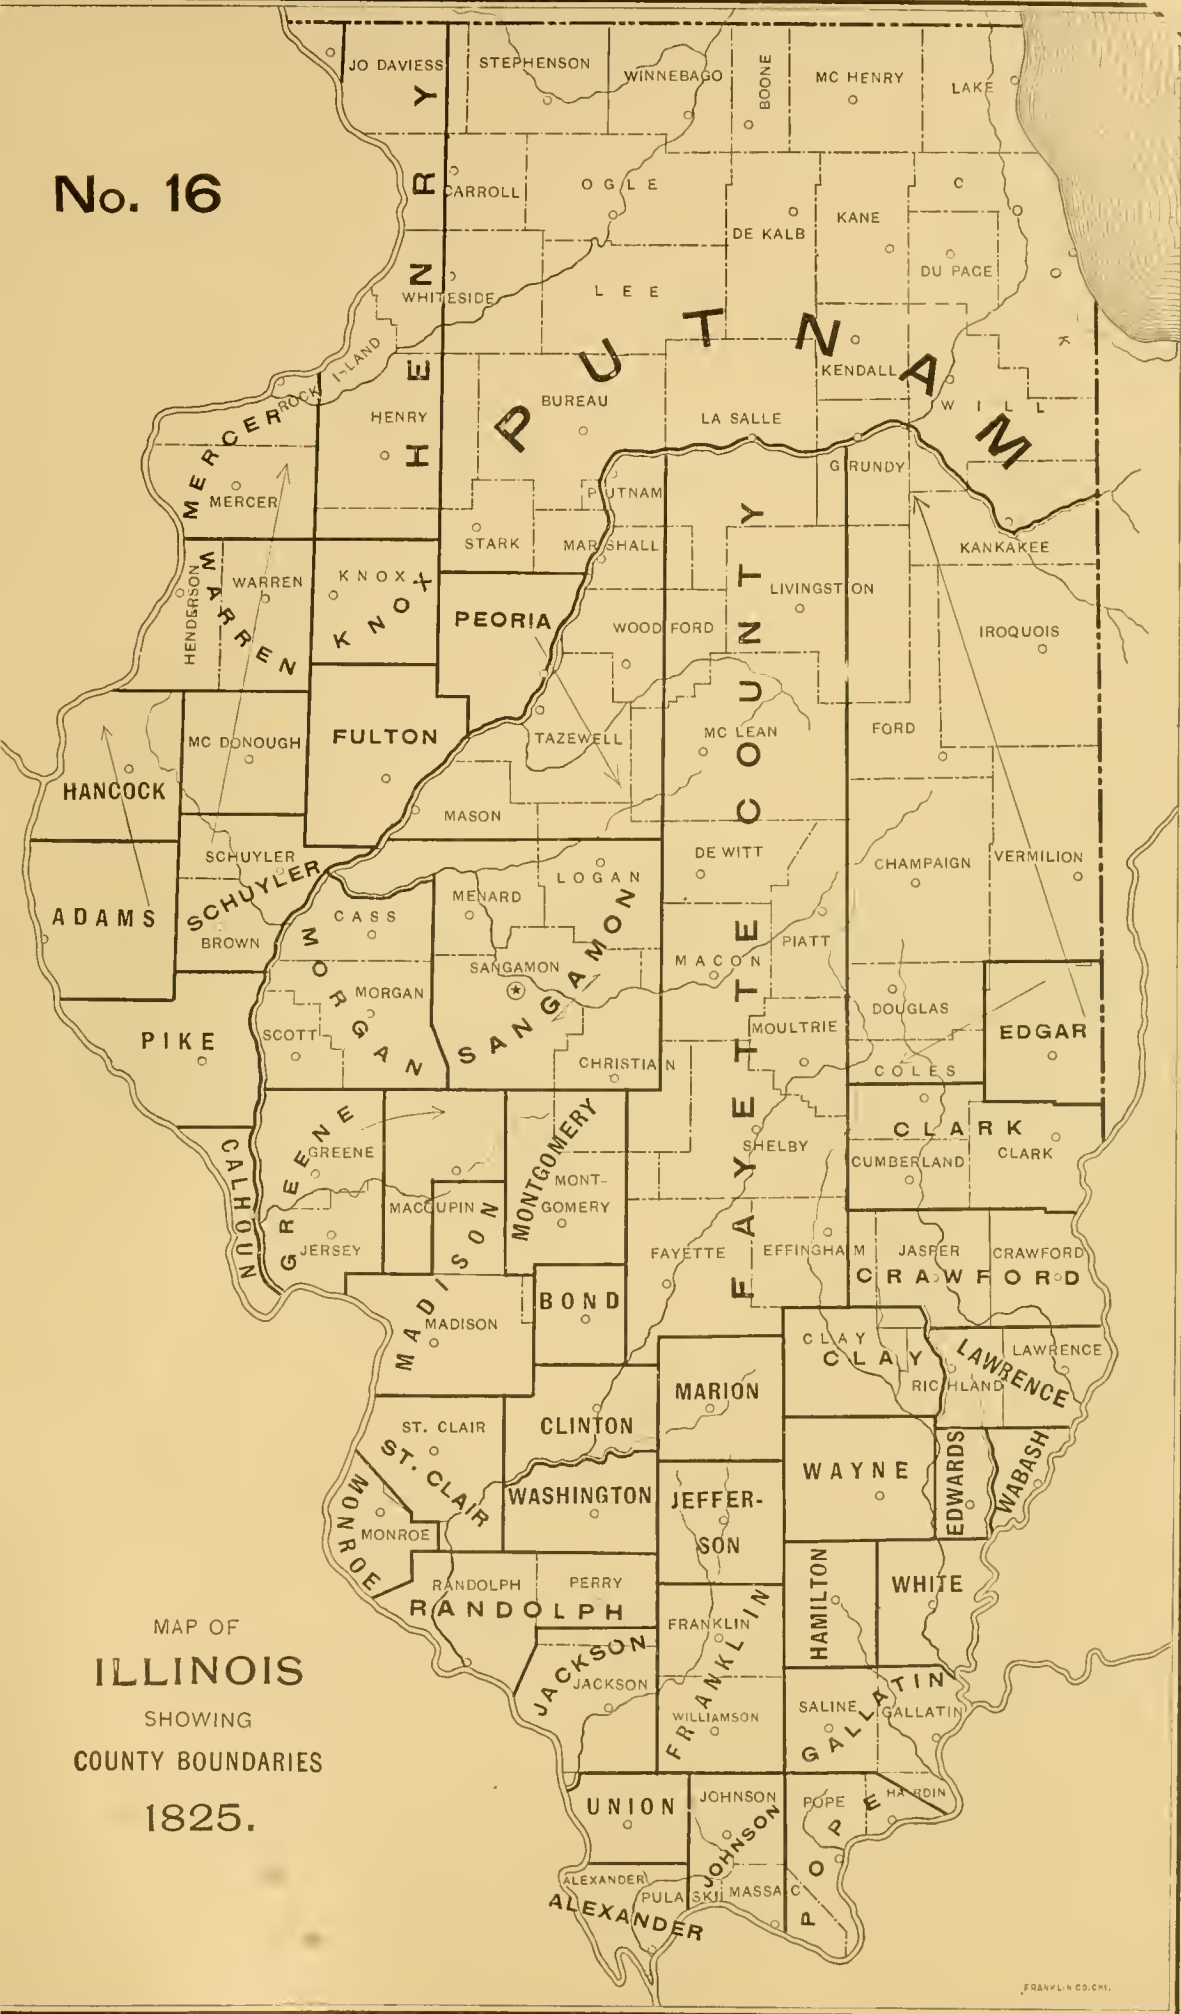 No. 16
JO DAVIESS
STEPHENSON
WINNEBAGO
BOONE
MC HENRY
LAKE
HENRY
CARROLL
OGLE
DE KALB
KANE
COOK
DU PAGE
WHITESIDE
LEE
PUTNAM
ROCK ISLAND
MERCER
MERCER
HENRY
BUREAU
LA SALLE
KENDALL
WILL
GRUNDY
PUTNAM
STARK
MARSHALL
KANKAKEE
HENDERSON
WARREN
WARREN
KNOX
KNOX
PEORIA
WOODFORD
LIVINGSTON
IROQUOIS
FAYETTE COUNTY
HANCOCK
MC DONOUGH
FULTON
TAZEWELL
MC LEAN
FORD
MASON
SCHUYLER
SCHUYLER
DE WITT
CHAMPAIGN
VERMILION
ADAMS
BROWN
CASS
MENARD
LOGAN
MORGAN
MORGAN
SANGAMON
SANGAMON
MACON
PIATT
PIKE
SCOTT
CHRISTIAN
MOULTRIE
DOUGLAS
EDGAR
COLES
CALHOUN
GREENE
GREENE
MACOUPIN
MONTGOMERY
MONT-
GOMERY
SHELBY
CLARK
CUMBERLAND
CLARK
JERSEY
MADISON
MADISON
BOND
FAYETTE
EFFINGHAM
JASPER
CRAWFORD
CRAWFORD
CLAY
CLAY
RICHLAND
LAWRENCE
LAWRENCE
MARION
ST. CLAIR
ST. CLAIR
CLINTON
WAYNE
EDWARDS
WABASH
MONROE
MONROE
WASHINGTON
JEFFER-
SON
HAMILTON
WHITE
RANDOLPH
PERRY
RANDOLPH
FRANKLIN
FRANKLIN
JACKSON
JACKSON
WILLIAMSON
SALINE
GALLATIN
GALLATIN
UNION
JOHNSON
JOHNSON
POPE
POPE
HARDIN
ALEXANDER
ALEXANDER
PULASKI
MASSAC
MAP OF
ILLINOIS
SHOWING
COUNTY BOUNDARIES
1825.
FRANKLIN CO. CHI.